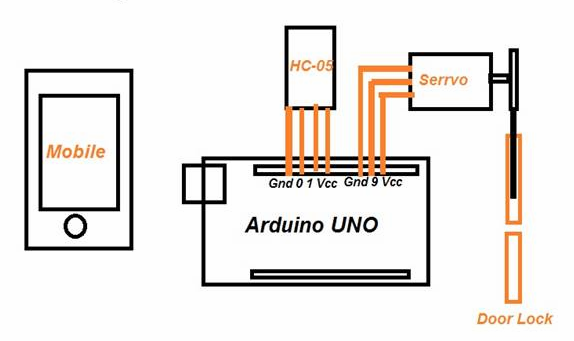 HC-05
Serrvo
Mobile
Gnd 0 1 Vcc
Gnd 9 Vcc
Arduino UNO
Door Lock